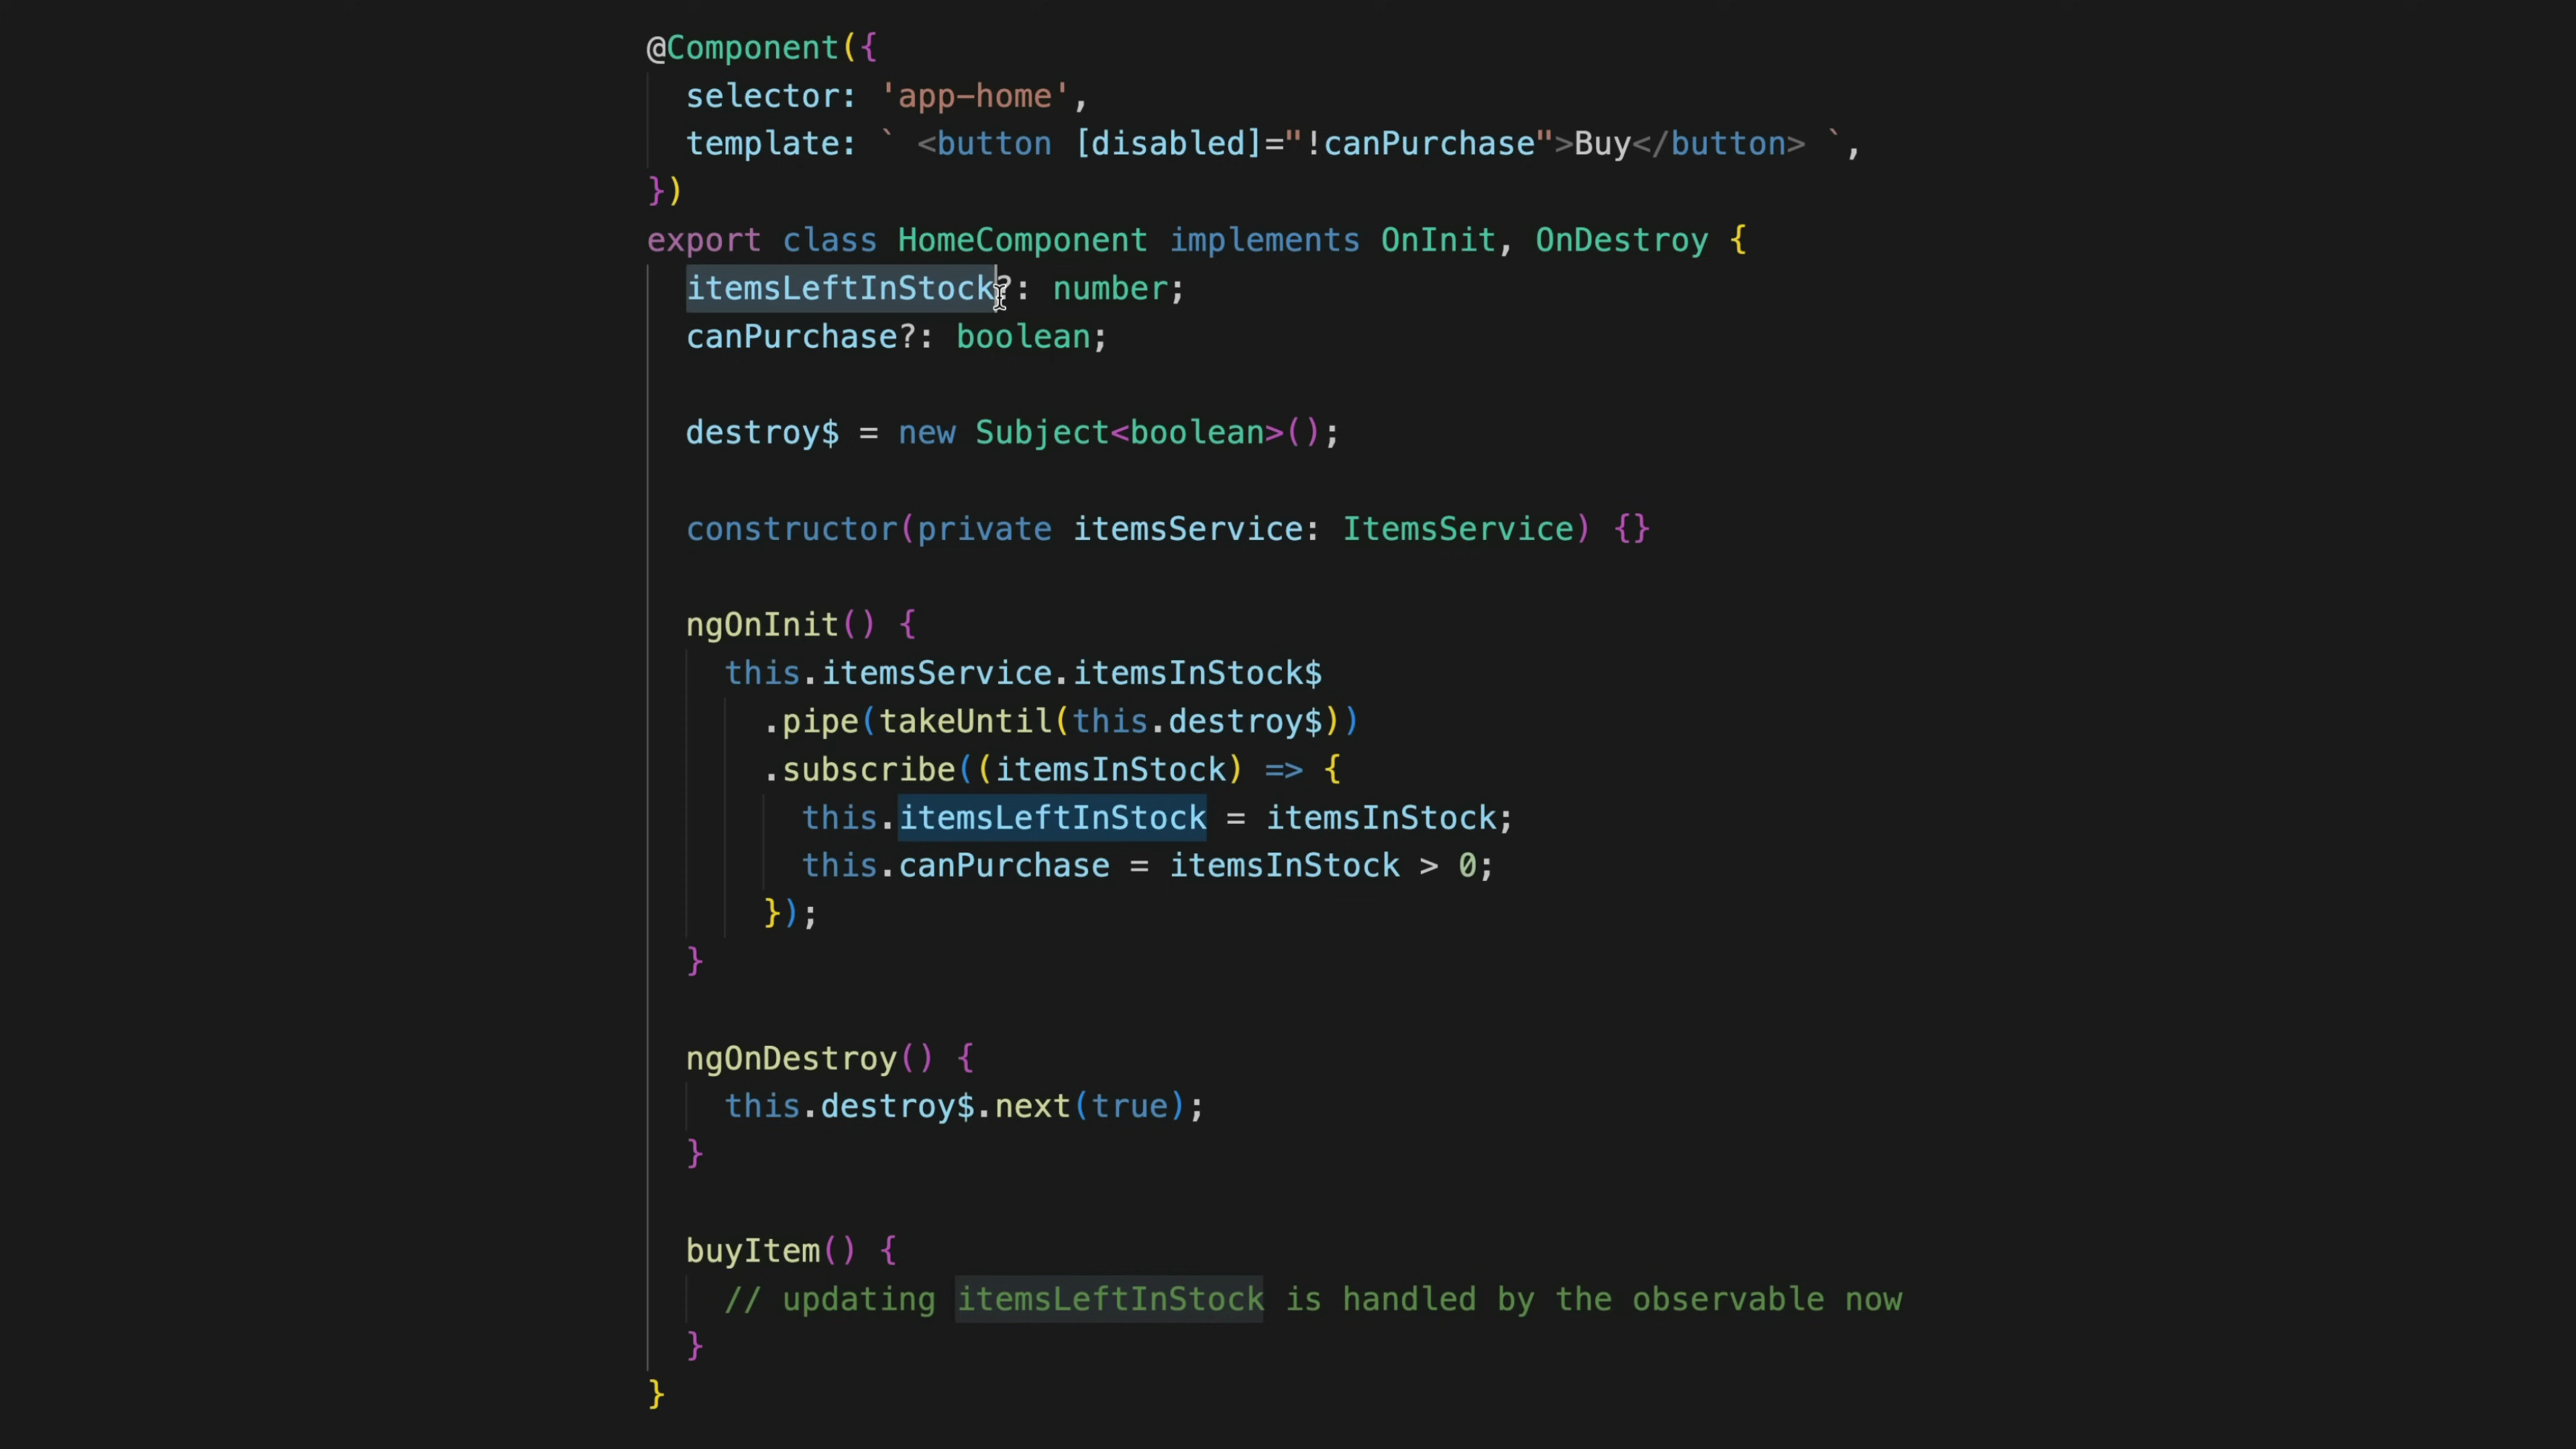 @Component({
  selector: 'app-home',
  template: ` <button [disabled]="!canPurchase">Buy</button> `,
})
export class HomeComponent implements OnInit, OnDestroy {
  itemsLeftInStock?: number;
  canPurchase?: boolean;
  destroy$ = new Subject<boolean>();
  constructor(private itemsService: ItemsService) {}
  ngOnInit() {
    this.itemsService.itemsInStock$
      .pipe(takeUntil(this.destroy$))
      .subscribe((itemsInStock) => {
        this.itemsLeftInStock = itemsInStock;
        this.canPurchase = itemsInStock > 0;
      });
  }
  ngOnDestroy() {
    this.destroy$.next(true);
  }
  buyItem() {
    // updating itemsLeftInStock is handled by the observable now
  }
}